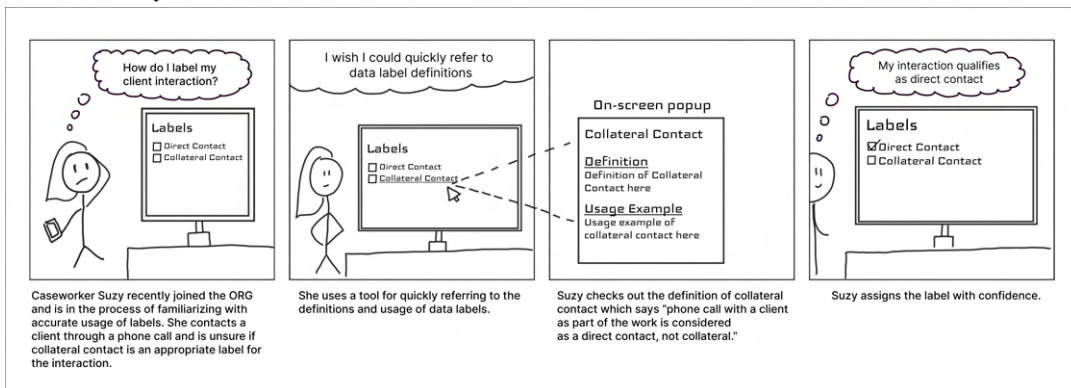 How do I label my
client interaction?
Labels
Direct Contact
Collateral Contact
Caseworker Suzy recently joined the ORG
and is in the process of familiarizing with
accurate usage of labels. She contacts a
client through a phone call and is unsure if
collateral contact is an appropriate label for
the interaction.
I wish I could quickly refer to
data label definitions
Labels
Direct Contact
Collateral Contact
She uses a tool for quickly referring to the
definitions and usage of data labels.
On-screen popup
Collateral Contact
Definition
Definition of Collateral
Contact here
Usage Example
Usage example of
collateral contact here
Suzy checks out the definition of collateral
contact which says "phone call with a client
as part of the work is considered
as a direct contact, not collateral."
My interaction qualifies
as direct contact
Labels
Direct Contact
Collateral Contact
Suzy assigns the label with confidence.